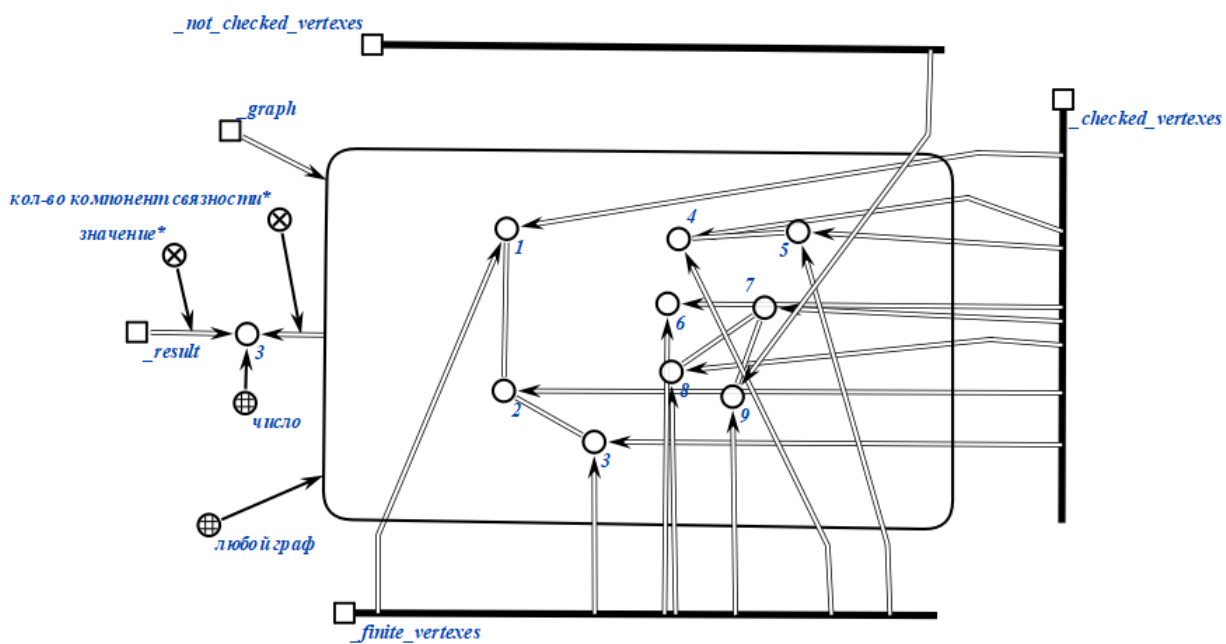 _not_checked_vertexes
_graph
_checked_vertexes
кол-во компонент связности*
значение*
4
1
5
7
_result
3
6
8
2
9
число
3
любой граф
_finite_vertexes